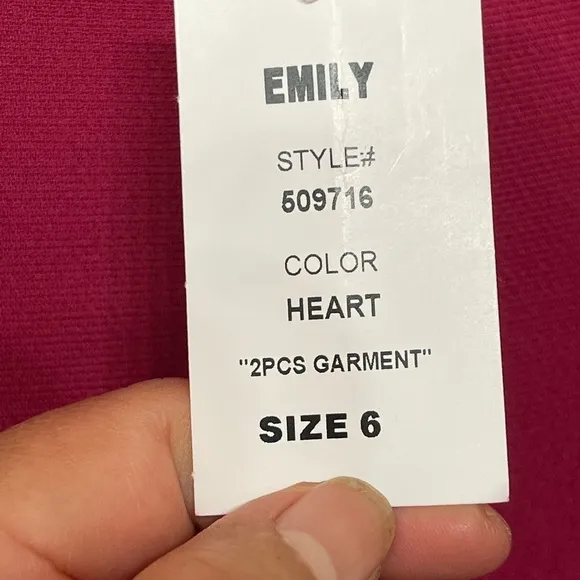 EMILY
STYLE#
509716
COLOR
HEART
"2PCS GARMENT"
SIZE 6